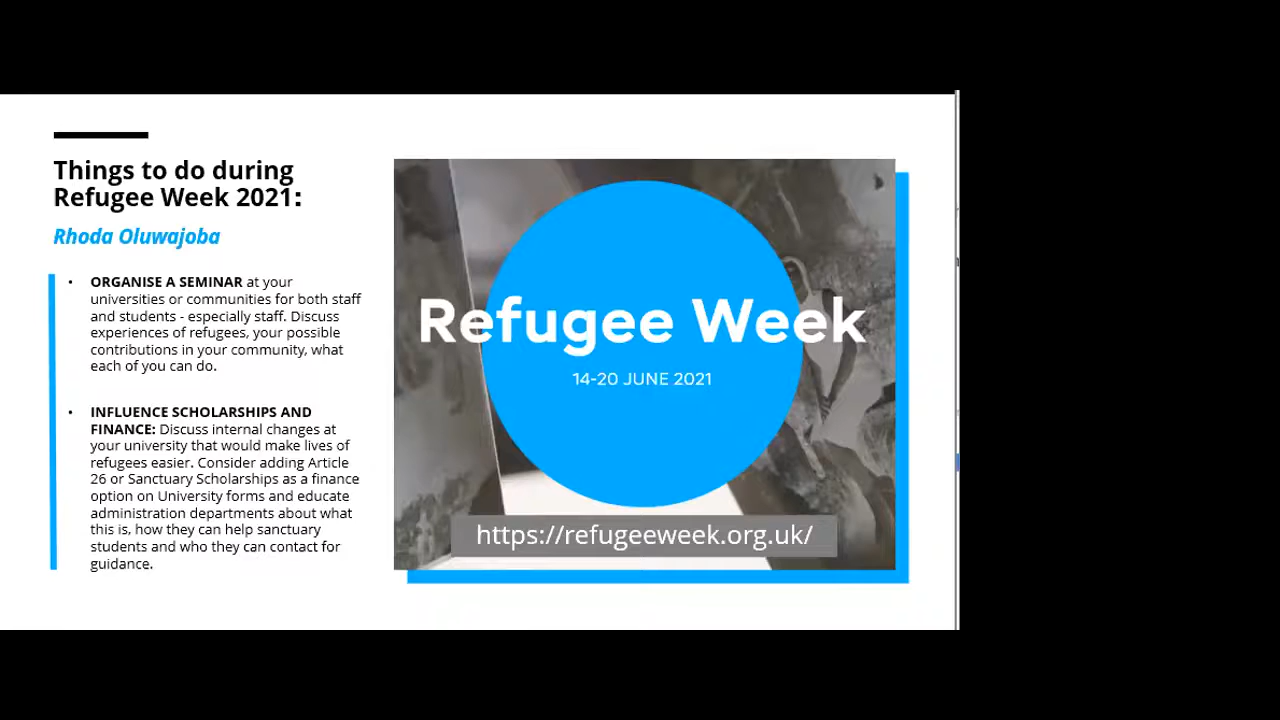 Things to do during
Refugee Week 2021:
Rhoda Oluwajoba
• ORGANISE A SEMINAR at your
universities or communities for both staff
and students - especially staff. Discuss
experiences of refugees, your possible
contributions in your community, what
each of you can do.
• INFLUENCE SCHOLARSHIPS AND
FINANCE: Discuss internal changes at
your university that would make lives of
refugees easier. Consider adding Article
26 or Sanctuary Scholarships as a finance
option on University forms and educate
administration departments about what
this is, how they can help sanctuary
students and who they can contact for
guidance.
Refugee Week
14-20 JUNE 2021
https://refugeeweek.org.uk/